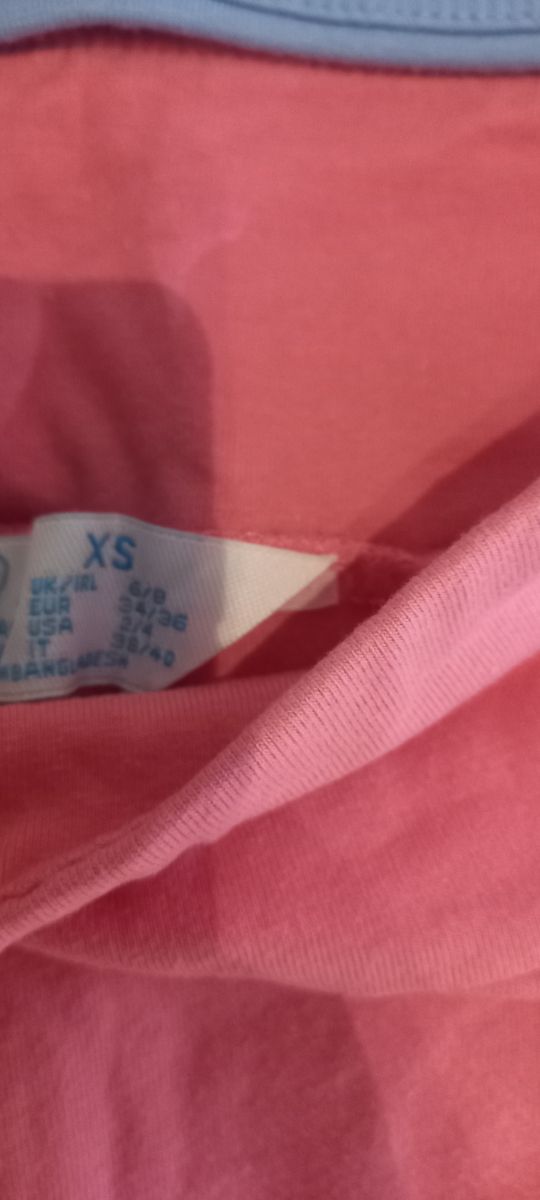 XS
UK/IRL 6/8
EUR 34/36
USA 2/4
IT 38/40
BANGLADESH